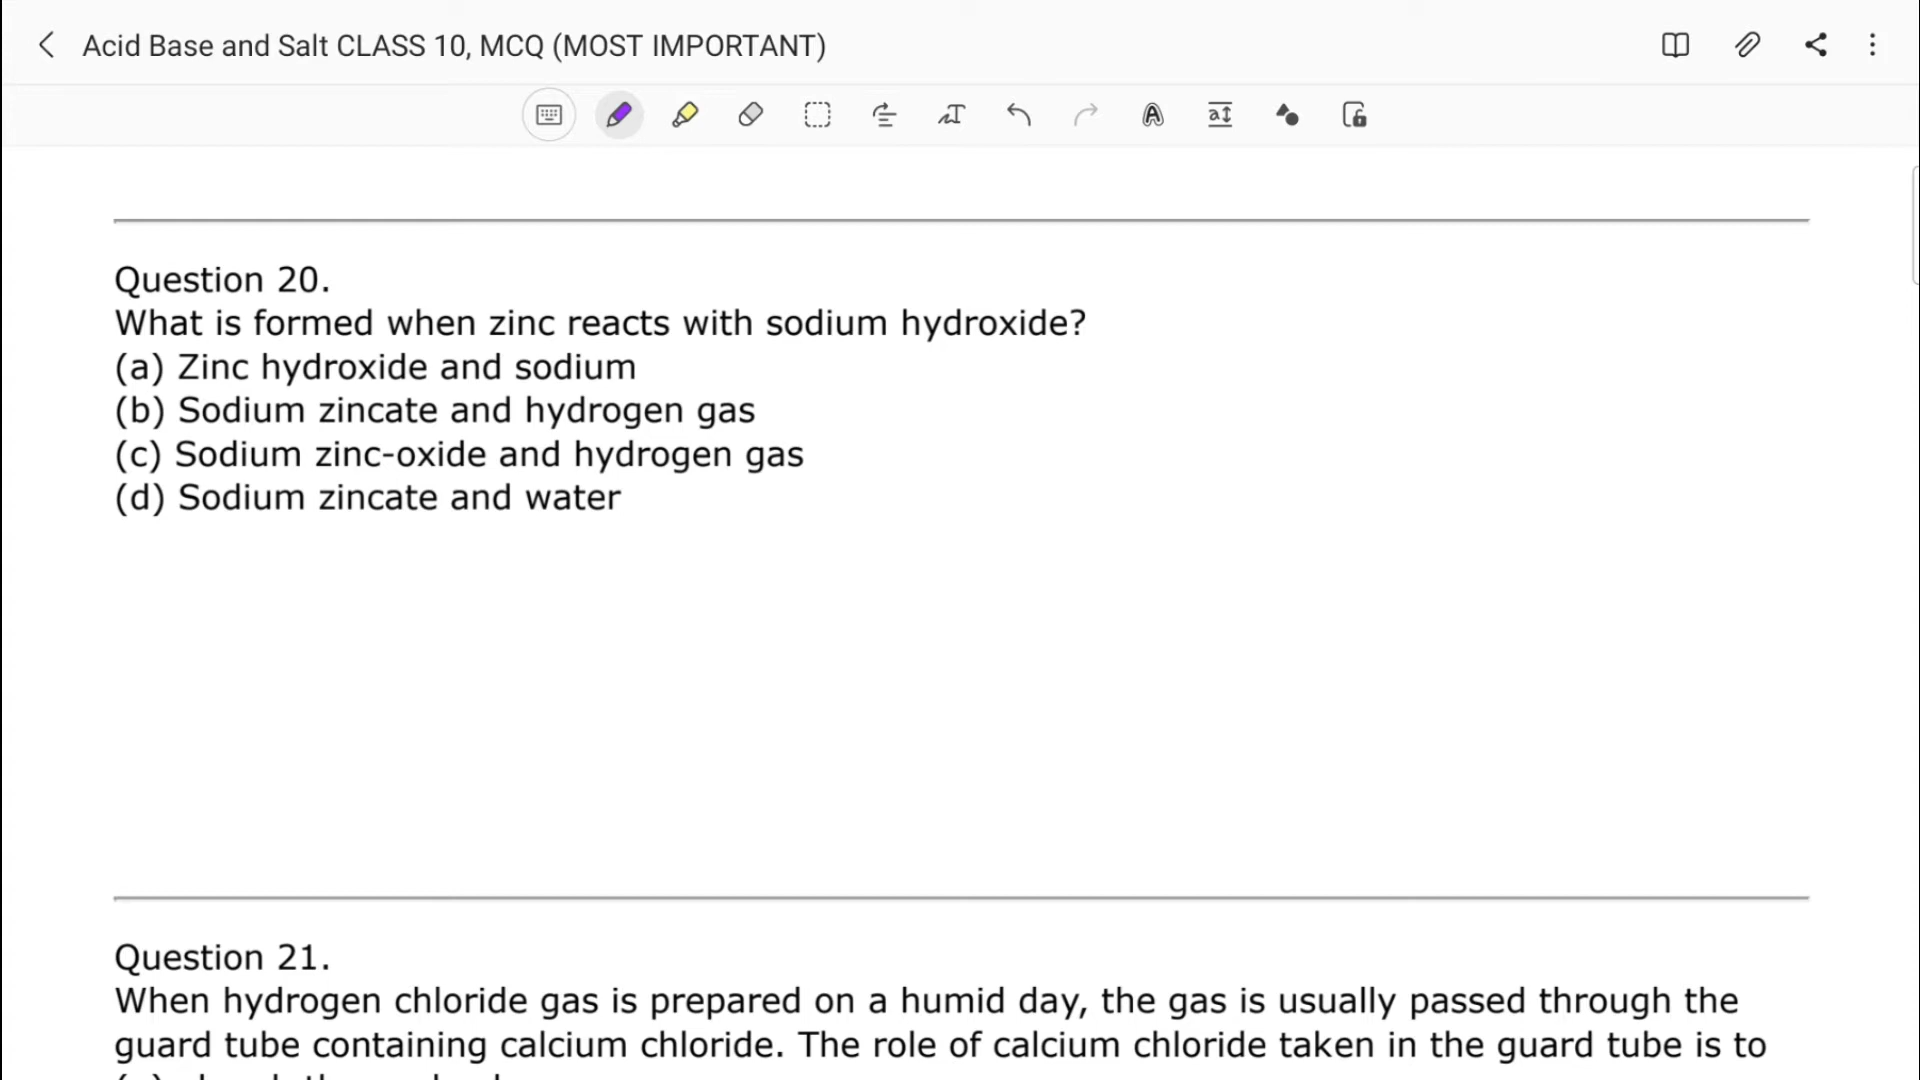 Acid Base and Salt CLASS 10, MCQ (MOST IMPORTANT)
Question 20.
What is formed when zinc reacts with sodium hydroxide?
(a) Zinc hydroxide and sodium
(b) Sodium zincate and hydrogen gas
(c) Sodium zinc-oxide and hydrogen gas
(d) Sodium zincate and water
Question 21.
When hydrogen chloride gas is prepared on a humid day, the gas is usually passed through the
guard tube containing calcium chloride. The role of calcium chloride taken in the guard tube is to